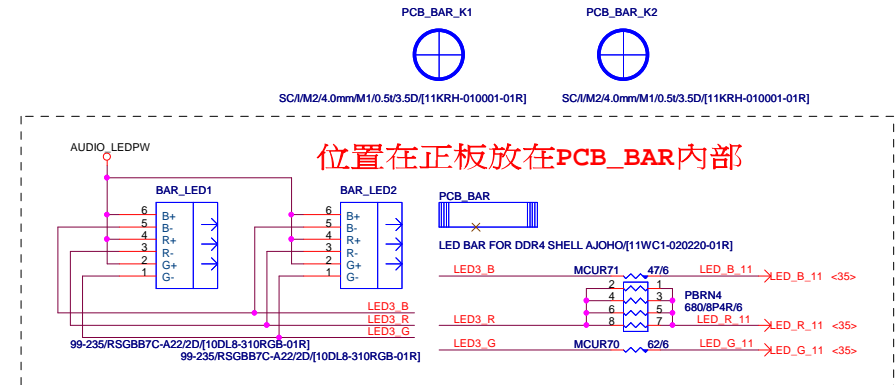 PCB_BAR_K1
PCB_BAR_K2
SC/I/M2/4.0mm/M1/0.5t/3.5D/[11KRH-010001-01R]
SC/I/M2/4.0mm/M1/0.5t/3.5D/[11KRH-010001-01R]
AUDIO_LEDPW
位置在正板放在PCB_BAR內部
BAR_LED1
6 B+
5 B-
4 R+
3 R-
2 G+
1 G-
BAR_LED2
6 B+
5 B-
4 R+
3 R-
2 G+
1 G-
PCB_BAR
LED BAR FOR DDR4 SHELL AJOHO/[11WC1-020220-01R]
LED3_B MCUR71 47/6 LED_B_11 LED_B_11 <35>
2 1
4 3
6 5
8 7
PBRN4
680/8P4R/6
LED3_B
LED3_R
LED3_G
LED3_R LED_R_11 LED_R_11 <35>
LED3_G MCUR70 62/6 LED_G_11 LED_G_11 <35>
99-235/RSGBB7C-A22/2D/[10DL8-310RGB-01R]
99-235/RSGBB7C-A22/2D/[10DL8-310RGB-01R]